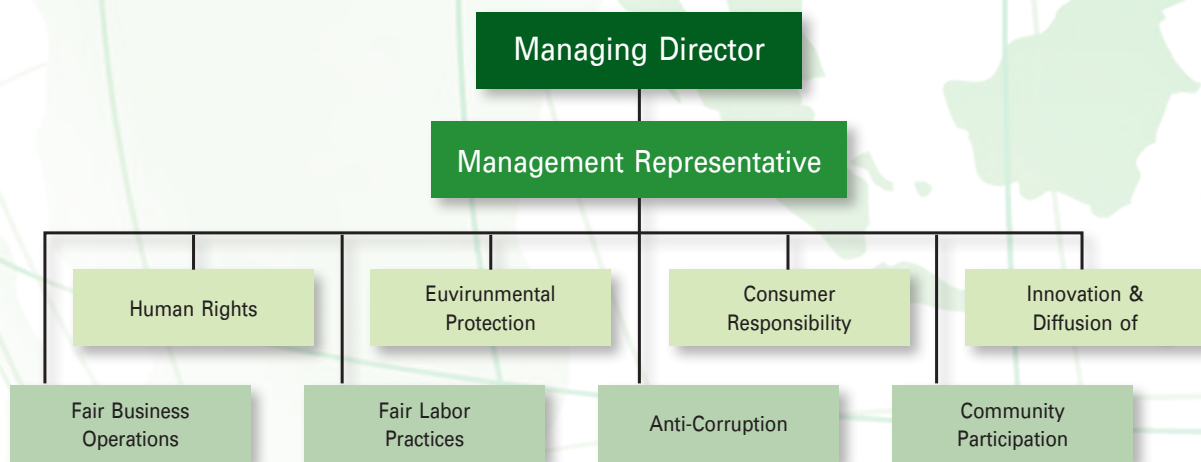 Managing Director
Management Representative
Human Rights
Euvirunmental
Protection
Consumer
Responsibility
Innovation &
Diffusion of
Fair Business
Operations
Fair Labor
Practices
Anti-Corruption
Community
Participation